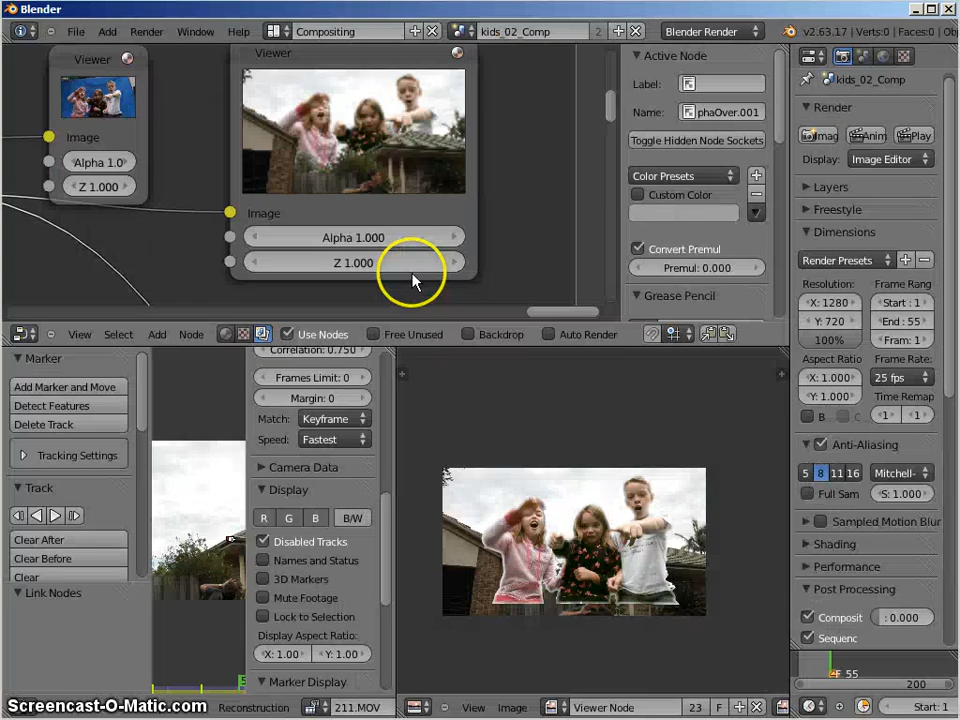 Blender
File Add Render Window Help Compositing kids_02_Comp 2 Blender Render v2.63.17 | Verts:0 | Faces:0 | Obj
Viewer
Image
Alpha 1.0
Z 1.000
Viewer
Image
Alpha 1.000
Z 1.000
Active Node
Label:
Name: phaOver.001
Toggle Hidden Node Sockets
Color Presets
Custom Color
Convert Premul
Premul: 0.000
Grease Pencil
View Select Add Node Use Nodes Free Unused Backdrop Auto Render
kids_02_Comp
Render
Imag Anim Play
Display: Image Editor
Layers
Freestyle
Dimensions
Render Presets
Resolution: Frame Rang
X: 1280 Start: 1
Y: 720 End: 55
100% Fram: 1
Aspect Ratio Frame Rate:
X: 1.000 25 fps
Y: 1.000 Time Remap
B C 1 1
Anti-Aliasing
5 8 11 16 Mitchell-
Full Sam S: 1.000
Sampled Motion Blur
Shading
Performance
Post Processing
Composit : 0.000
Sequenc
Marker
Add Marker and Move
Detect Features
Delete Track
Tracking Settings
Track
Clear After
Clear Before
Clear
Link Nodes
Correlation: 0.750
Frames Limit: 0
Margin: 0
Match: Keyframe
Speed: Fastest
Camera Data
Display
R G B B/W
Disabled Tracks
Names and Status
3D Markers
Mute Footage
Lock to Selection
Display Aspect Ratio:
X: 1.00 Y: 1.00
Marker Display
55
200
Screencast-O-Matic.com
Reconstruction 211.MOV View Image Viewer Node 23 F Start: 1